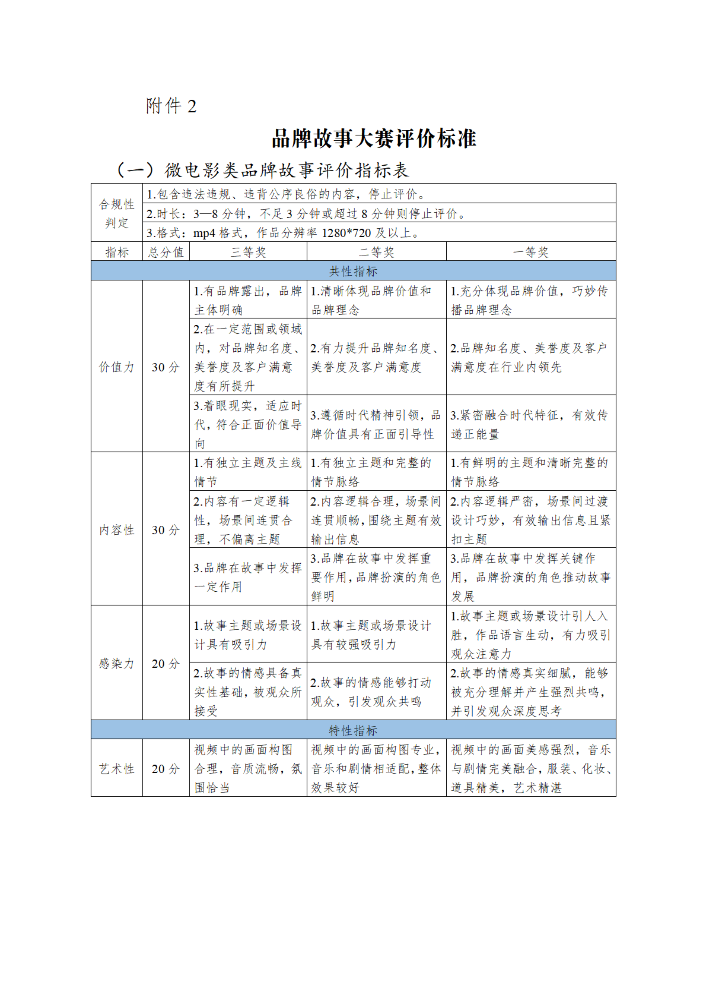 附件 2
品牌故事大赛评价标准
（一）微电影类品牌故事评价指标表
合规性
判定
1.包含违法违规、违背公序良俗的内容，停止评价。
2.时长：3—8 分钟，不足 3 分钟或超过 8 分钟则停止评价。
3.格式：mp4 格式，作品分辨率 1280*720 及以上。
指标
总分值
三等奖
二等奖
一等奖
共性指标
价值力
30 分
1.有品牌露出，品牌
主体明确
1.清晰体现品牌价值和
品牌理念
1.充分体现品牌价值，巧妙传
播品牌理念
2.在一定范围或领域
内，对品牌知名度、
美誉度及客户满意
度有所提升
2.有力提升品牌知名度、
美誉度及客户满意度
2.品牌知名度、美誉度及客户
满意度在行业内领先
3.着眼现实，适应时
代，符合正面价值导
向
3.遵循时代精神引领，品
牌价值具有正面引导性
3.紧密融合时代特征，有效传
递正能量
内容性
30 分
1.有独立主题及主线
情节
1.有独立主题和完整的
情节脉络
1.有鲜明的主题和清晰完整的
情节脉络
2.内容有一定逻辑
性，场景间连贯合
理，不偏离主题
2.内容逻辑合理，场景间
连贯顺畅，围绕主题有效
输出信息
2.内容逻辑严密，场景间过渡
设计巧妙，有效输出信息且紧
扣主题
3.品牌在故事中发挥
一定作用
3.品牌在故事中发挥重
要作用，品牌扮演的角色
鲜明
3.品牌在故事中发挥关键作
用，品牌扮演的角色推动故事
发展
感染力
20 分
1.故事主题或场景设
计具有吸引力
1.故事主题或场景设计
具有较强吸引力
1.故事主题或场景设计引人入
胜，作品语言生动，有力吸引
观众注意力
2.故事的情感具备真
实性基础，被观众所
接受
2.故事的情感能够打动
观众，引发观众共鸣
2.故事的情感真实细腻，能够
被充分理解并产生强烈共鸣，
并引发观众深度思考
特性指标
艺术性
20 分
视频中的画面构图
合理，音质流畅，氛
围恰当
视频中的画面构图专业，
音乐和剧情相适配，整体
效果较好
视频中的画面美感强烈，音乐
与剧情完美融合，服装、化妆、
道具精美，艺术精湛